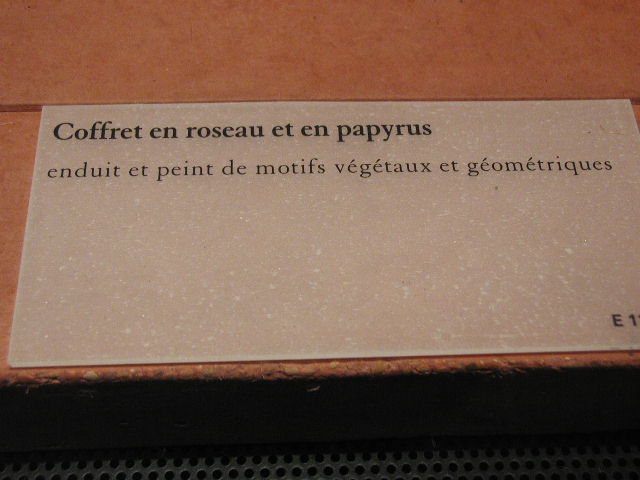 Coffret en roseau et en papyrus
enduit et peint de motifs végétaux et géométriques
E